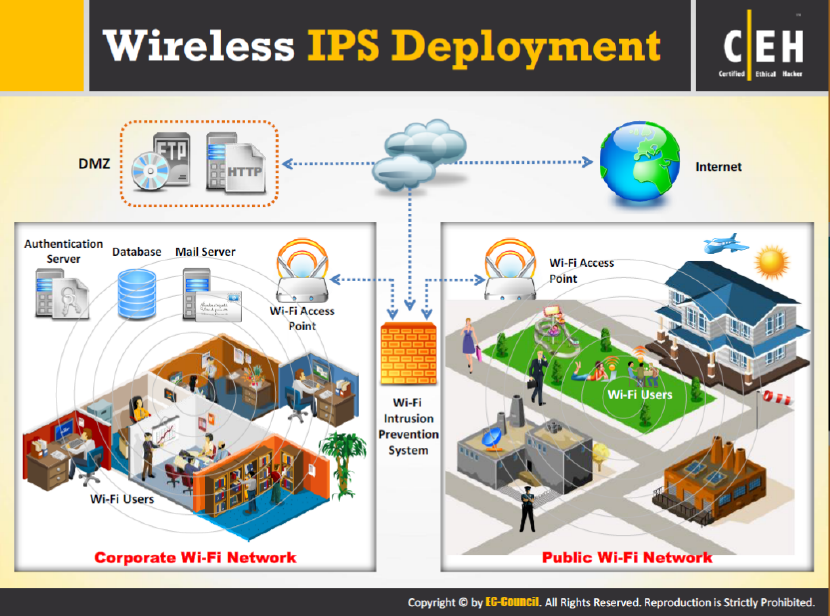 Wireless IPS Deployment
C|EH
™
Certified Ethical Hacker
DMZ
FTP
HTTP
Internet
Authentication
Server
Database
Mail Server
Wi-Fi Access
Point
Wi-Fi Users
Corporate Wi-Fi Network
Wi-Fi
Intrusion
Prevention
System
Wi-Fi Access
Point
Wi-Fi Users
Public Wi-Fi Network
Copyright © by EC-Council. All Rights Reserved. Reproduction is Strictly Prohibited.